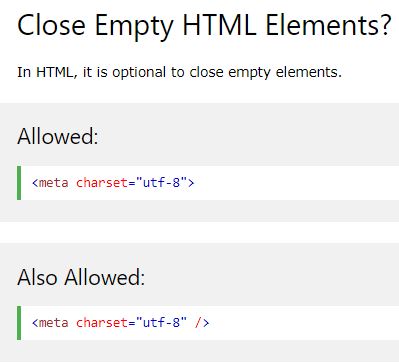 Close Empty HTML Elements?
In HTML, it is optional to close empty elements.
Allowed:
<meta charset="utf-8">
Also Allowed:
<meta charset="utf-8" />